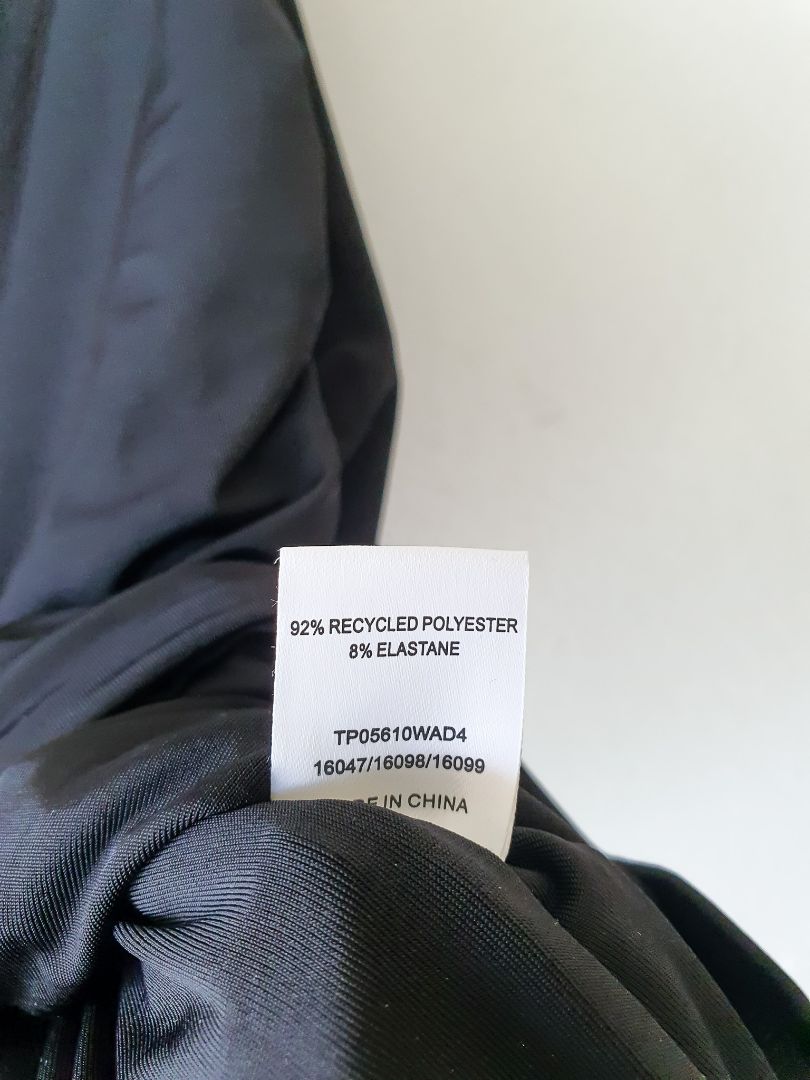 92% RECYCLED POLYESTER
8% ELASTANE
TP05610WAD4
16047/16098/16099
IN CHINA